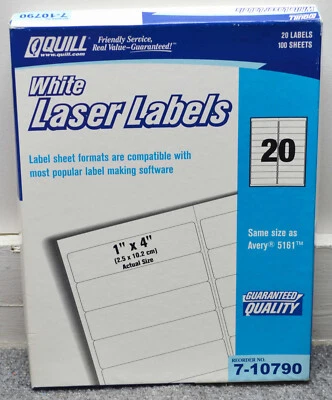 QUILL
www.quill.com
Friendly Service,
Real Value–Guaranteed!
20 LABELS
100 SHEETS
White
Laser Labels
Label sheet formats are compatible with
most popular label making software
20
1" x 4"
(2.5 x 10.2 cm)
Actual Size
Same size as
Avery® 5161™
GUARANTEED
QUALITY
REORDER NO.
7-10790